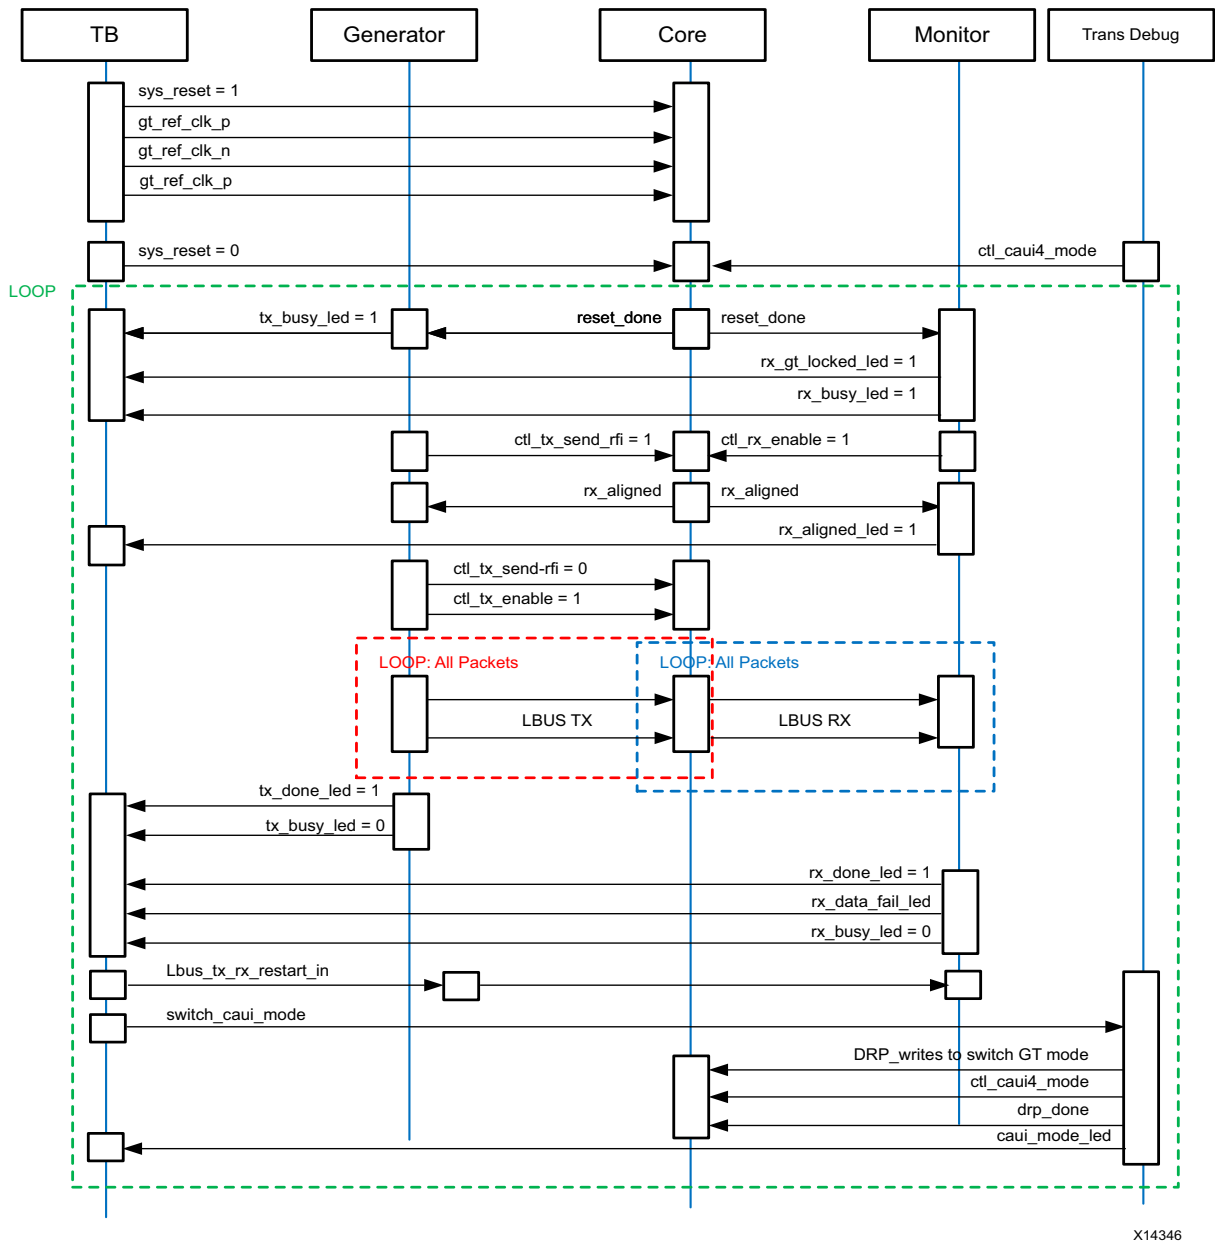 TB
Generator
Core
Monitor
Trans Debug
sys_reset = 1
gt_ref_clk_p
gt_ref_clk_n
gt_ref_clk_p
sys_reset = 0
ctl_caui4_mode
LOOP
tx_busy_led = 1
reset_done
reset_done
rx_gt_locked_led = 1
rx_busy_led = 1
ctl_tx_send_rfi = 1
ctl_rx_enable = 1
rx_aligned
rx_aligned
rx_aligned_led = 1
ctl_tx_send-rfi = 0
ctl_tx_enable = 1
LOOP: All Packets
LOOP: All Packets
LBUS TX
LBUS RX
tx_done_led = 1
tx_busy_led = 0
rx_done_led = 1
rx_data_fail_led
rx_busy_led = 0
Lbus_tx_rx_restart_in
switch_caui_mode
DRP_writes to switch GT mode
ctl_caui4_mode
drp_done
caui_mode_led
X14346